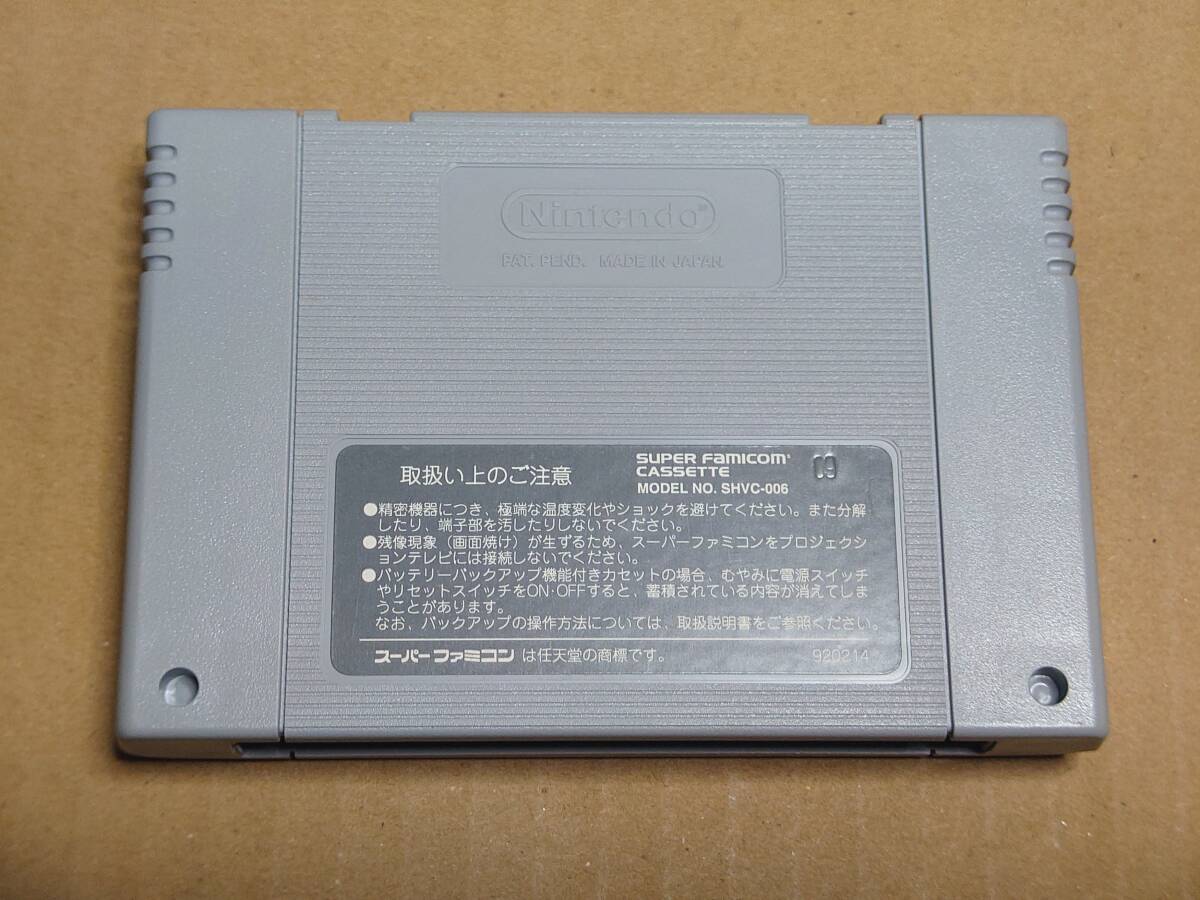 Nintendo®
PAT. PEND. MADE IN JAPAN.
取扱い上のご注意
SUPER FAMICOM®
CASSETTE
MODEL NO. SHVC-006
09
●精密機器につき、極端な温度変化やショックを避けてください。また分解
したり、端子部を汚したりしないでください。
●残像現象(画面焼け)が生ずるため、スーパーファミコンをプロジェクシ
ョンテレビには接続しないでください。
●バッテリーバックアップ機能付きカセットの場合、むやみに電源スイッチ
やリセットスイッチをON·OFFすると、蓄積されている内容が消えてしま
うことがあります。
なお、バックアップの操作方法については、取扱説明書をご参照ください。
スーパーファミコン は任天堂の商標です。
920214